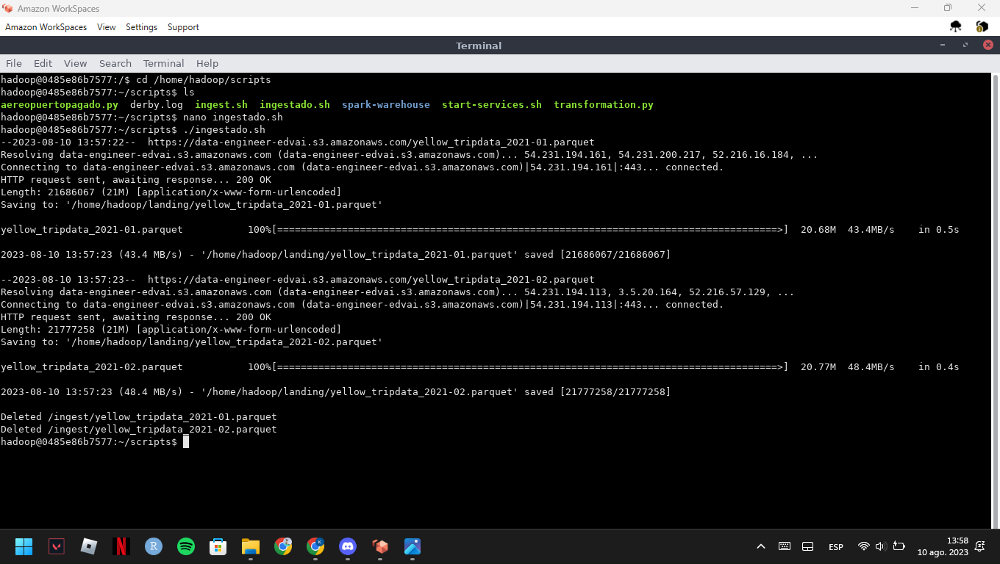 Amazon WorkSpaces
Amazon WorkSpaces View Settings Support
Terminal
File Edit View Search Terminal Help
hadoop@0485e86b7577:/$ cd /home/hadoop/scripts
hadoop@0485e86b7577:~/scripts$ ls
aereopuertopagado.py  derby.log  ingest.sh  ingestado.sh  spark-warehouse  start-services.sh  transformation.py
hadoop@0485e86b7577:~/scripts$ nano ingestado.sh
hadoop@0485e86b7577:~/scripts$ ./ingestado.sh
--2023-08-10 13:57:22--  https://data-engineer-edvai.s3.amazonaws.com/yellow_tripdata_2021-01.parquet
Resolving data-engineer-edvai.s3.amazonaws.com (data-engineer-edvai.s3.amazonaws.com)... 54.231.194.161, 54.231.200.217, 52.216.16.184, ...
Connecting to data-engineer-edvai.s3.amazonaws.com (data-engineer-edvai.s3.amazonaws.com)|54.231.194.161|:443... connected.
HTTP request sent, awaiting response... 200 OK
Length: 21686067 (21M) [application/x-www-form-urlencoded]
Saving to: '/home/hadoop/landing/yellow_tripdata_2021-01.parquet'
yellow_tripdata_2021-01.parquet           100%[=====================================================================================>]  20.68M  43.4MB/s    in 0.5s
2023-08-10 13:57:23 (43.4 MB/s) - '/home/hadoop/landing/yellow_tripdata_2021-01.parquet' saved [21686067/21686067]
--2023-08-10 13:57:23--  https://data-engineer-edvai.s3.amazonaws.com/yellow_tripdata_2021-02.parquet
Resolving data-engineer-edvai.s3.amazonaws.com (data-engineer-edvai.s3.amazonaws.com)... 54.231.194.113, 3.5.20.164, 52.216.57.129, ...
Connecting to data-engineer-edvai.s3.amazonaws.com (data-engineer-edvai.s3.amazonaws.com)|54.231.194.113|:443... connected.
HTTP request sent, awaiting response... 200 OK
Length: 21777258 (21M) [application/x-www-form-urlencoded]
Saving to: '/home/hadoop/landing/yellow_tripdata_2021-02.parquet'
yellow_tripdata_2021-02.parquet           100%[=====================================================================================>]  20.77M  48.4MB/s    in 0.4s
2023-08-10 13:57:23 (48.4 MB/s) - '/home/hadoop/landing/yellow_tripdata_2021-02.parquet' saved [21777258/21777258]
Deleted /ingest/yellow_tripdata_2021-01.parquet
Deleted /ingest/yellow_tripdata_2021-02.parquet
hadoop@0485e86b7577:~/scripts$
ESP
13:58
10 ago. 2023